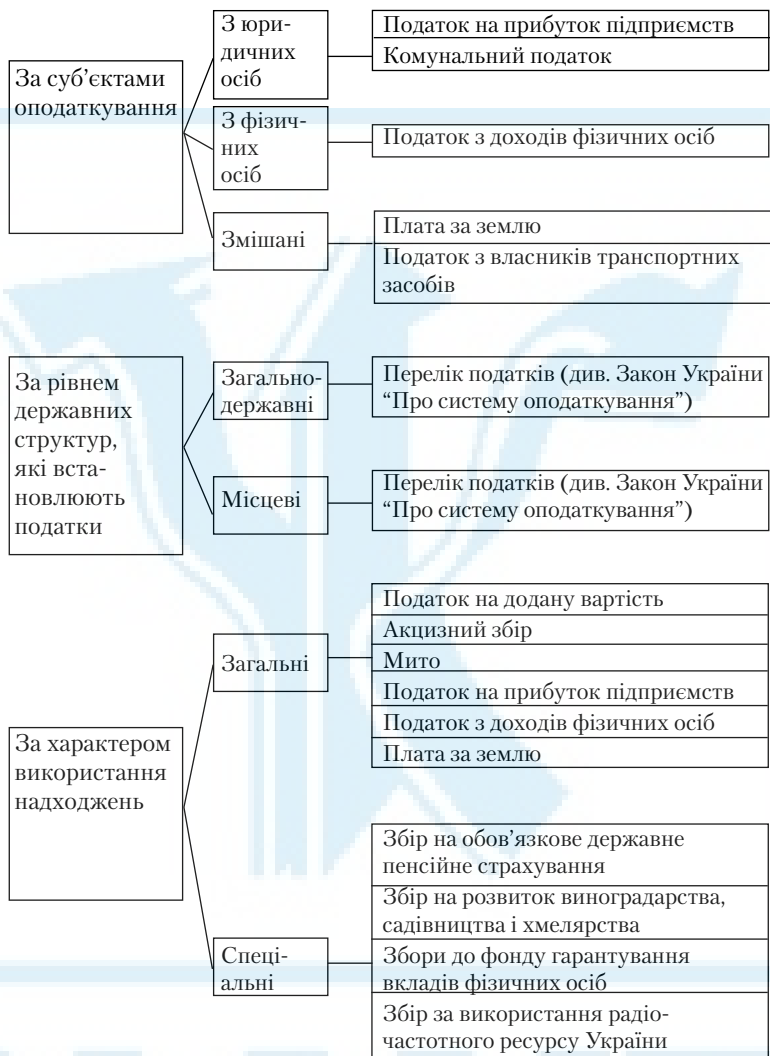 За суб’єктами
оподаткування
З юри-
дичних
осіб
Податок на прибуток підприємств
Комунальний податок
З фізич-
них
осіб
Податок з доходів фізичних осіб
Змішані
Плата за землю
Податок з власників транспортних
засобів
За рівнем
державних
структур,
які вста-
новлюють
податки
Загально-
державні
Перелік податків (див. Закон України
“Про систему оподаткування”)
Місцеві
Перелік податків (див. Закон України
“Про систему оподаткування”)
За характером
використання
надходжень
Загальні
Податок на додану вартість
Акцизний збір
Мито
Податок на прибуток підприємств
Податок з доходів фізичних осіб
Плата за землю
Спеці-
альні
Збір на обов’язкове державне
пенсійне страхування
Збір на розвиток виноградарства,
садівництва і хмелярства
Збори до фонду гарантування
вкладів фізичних осіб
Збір за використання радіо-
частотного ресурсу України